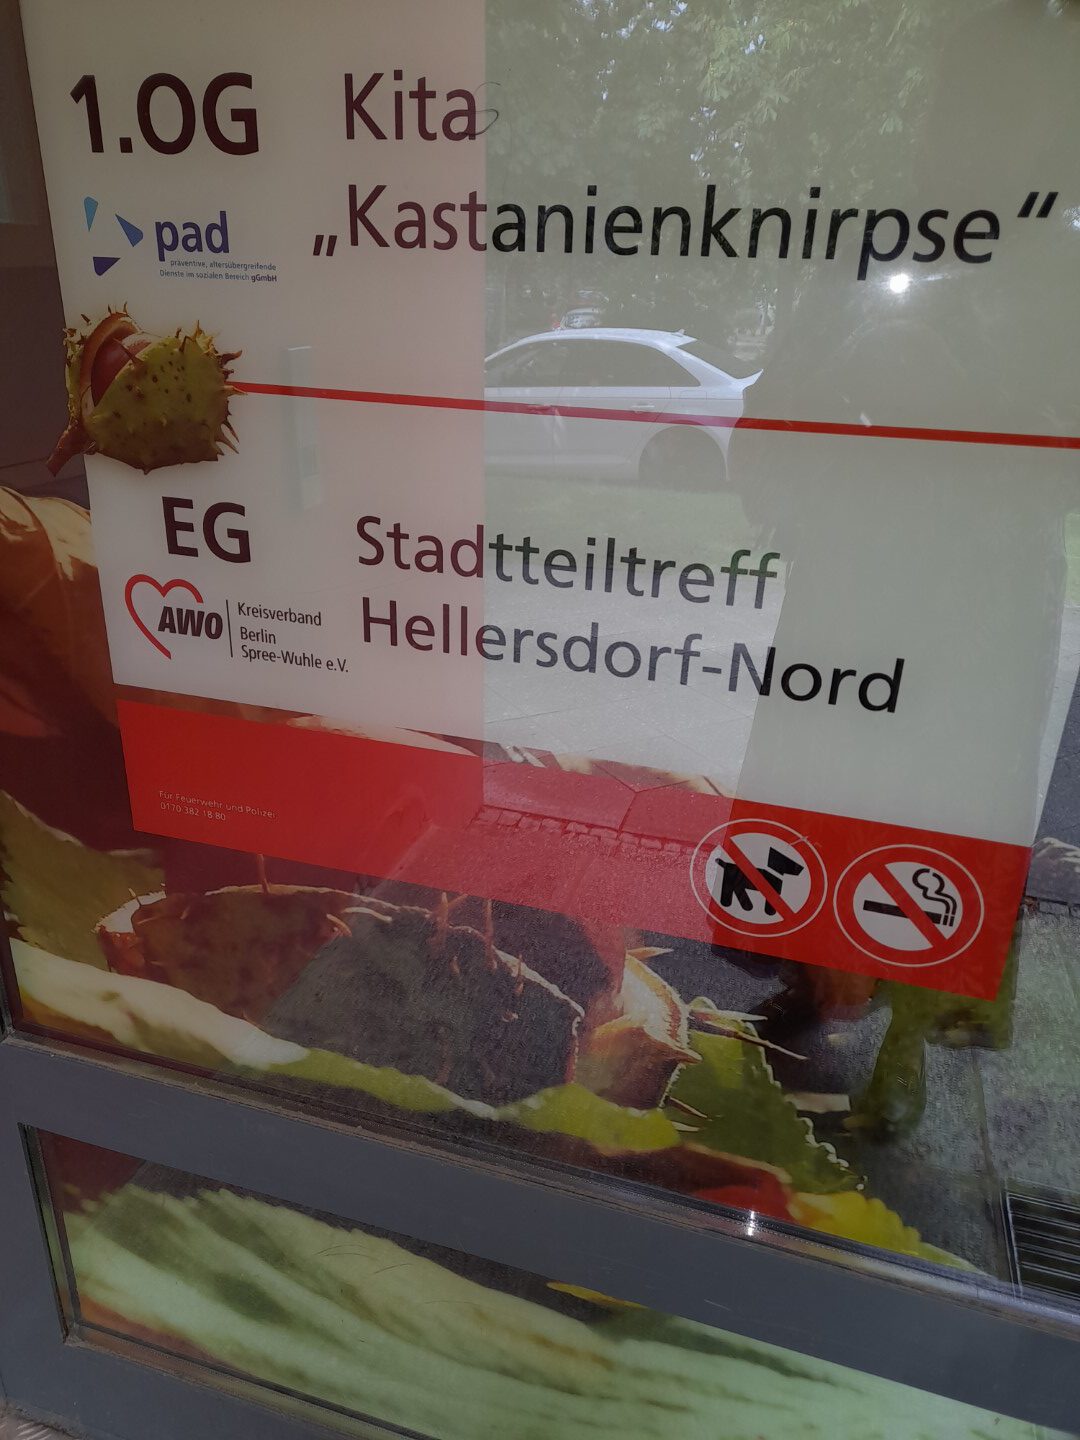 1.OG
Kita
„Kastanienknirpse“
pad
präventive, altersübergreifende
Dienste im sozialen Bereich gGmbH
EG
Stadtteiltreff
Hellersdorf-Nord
AWO
Kreisverband
Berlin
Spree-Wuhle e.V.
Für Feuerwehr und Polizei
0170 382 18 80